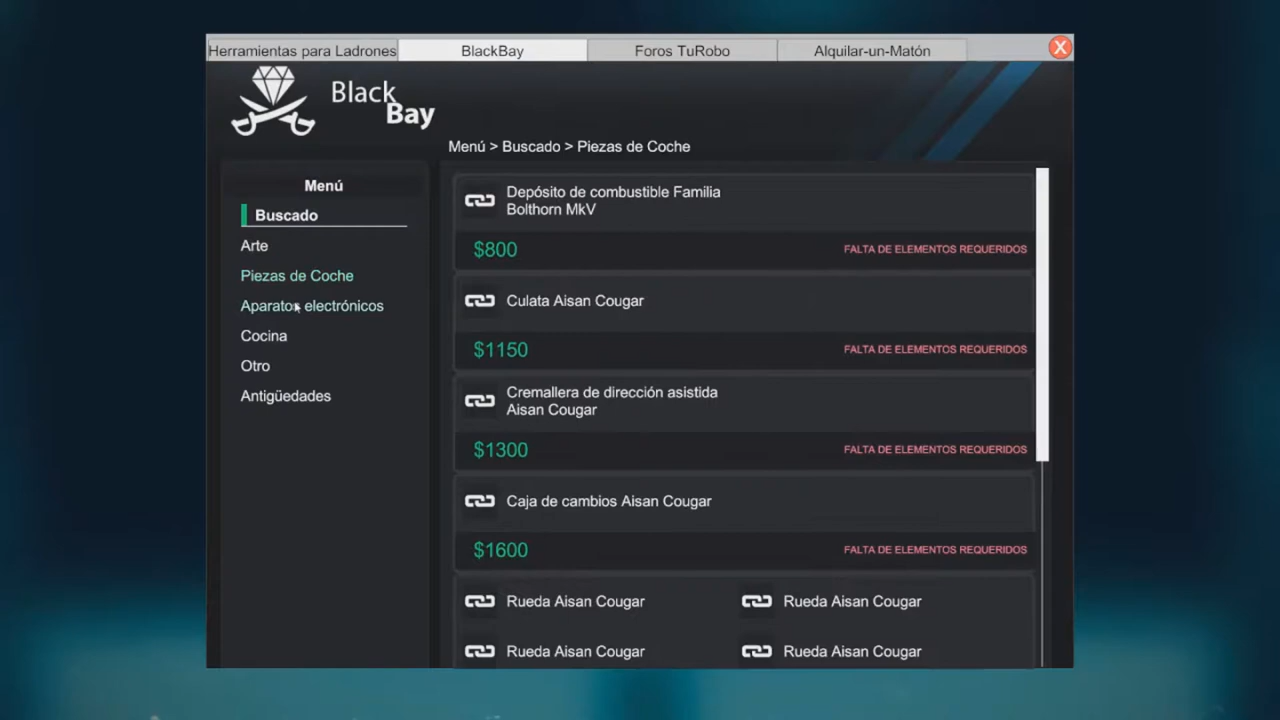 Herramientas para Ladrones
BlackBay
Foros TuRobo
Alquilar-un-Matón
X
Black
Bay
Menú > Buscado > Piezas de Coche
Menú
Buscado
Arte
Piezas de Coche
Aparatos electrónicos
Cocina
Otro
Antigüedades
Depósito de combustible Familia
Bolthorn MkV
$800
FALTA DE ELEMENTOS REQUERIDOS
Culata Aisan Cougar
$1150
FALTA DE ELEMENTOS REQUERIDOS
Cremallera de dirección asistida
Aisan Cougar
$1300
FALTA DE ELEMENTOS REQUERIDOS
Caja de cambios Aisan Cougar
$1600
FALTA DE ELEMENTOS REQUERIDOS
Rueda Aisan Cougar
Rueda Aisan Cougar
Rueda Aisan Cougar
Rueda Aisan Cougar